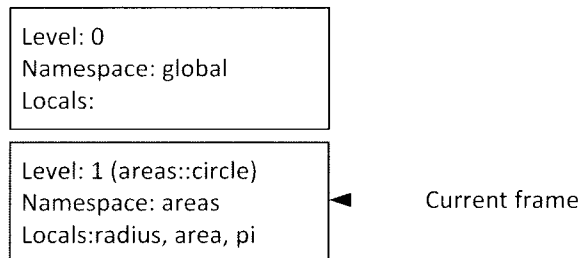 Level: 0
Namespace: global
Locals:
Level: 1 (areas::circle)
Namespace: areas
Current frame
Locals:radius, area, pi